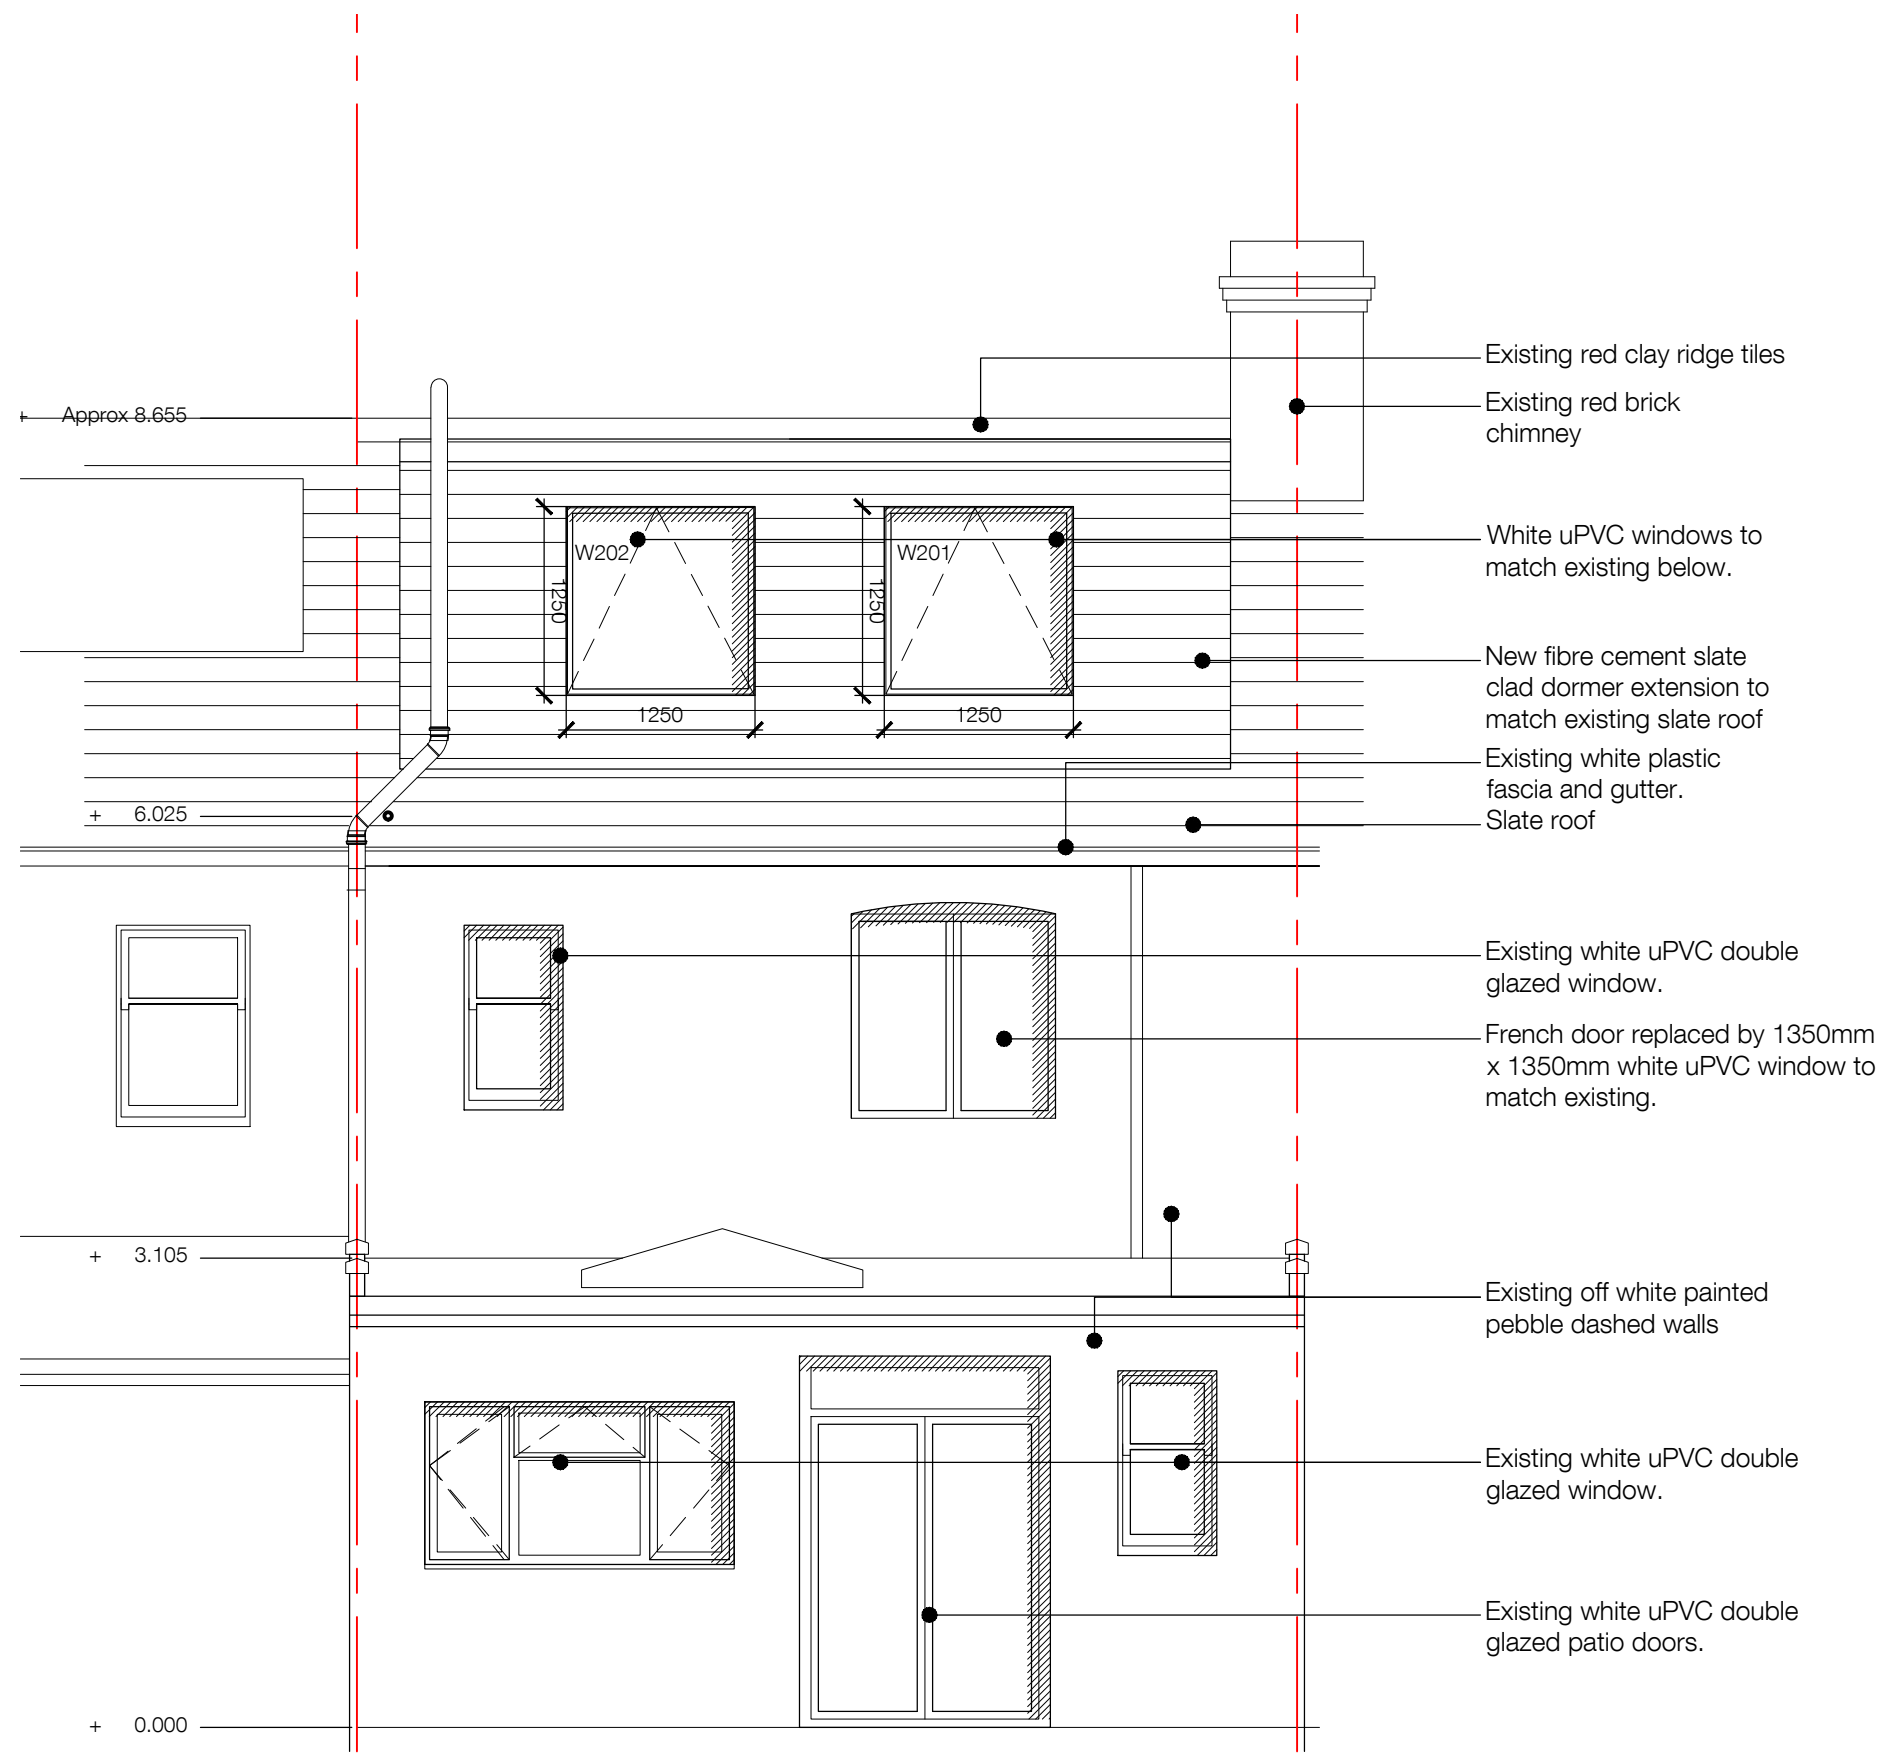 Existing red clay ridge tiles
Existing red brick
chimney
+ Approx 8.655
White uPVC windows to
match existing below.
W202
W201
1250
1250
1250
1250
New fibre cement slate
clad dormer extension to
match existing slate roof
Existing white plastic
fascia and gutter.
Slate roof
+ 6.025
Existing white uPVC double
glazed window.
French door replaced by 1350mm
x 1350mm white uPVC window to
match existing.
+ 3.105
Existing off white painted
pebble dashed walls
Existing white uPVC double
glazed window.
Existing white uPVC double
glazed patio doors.
+ 0.000